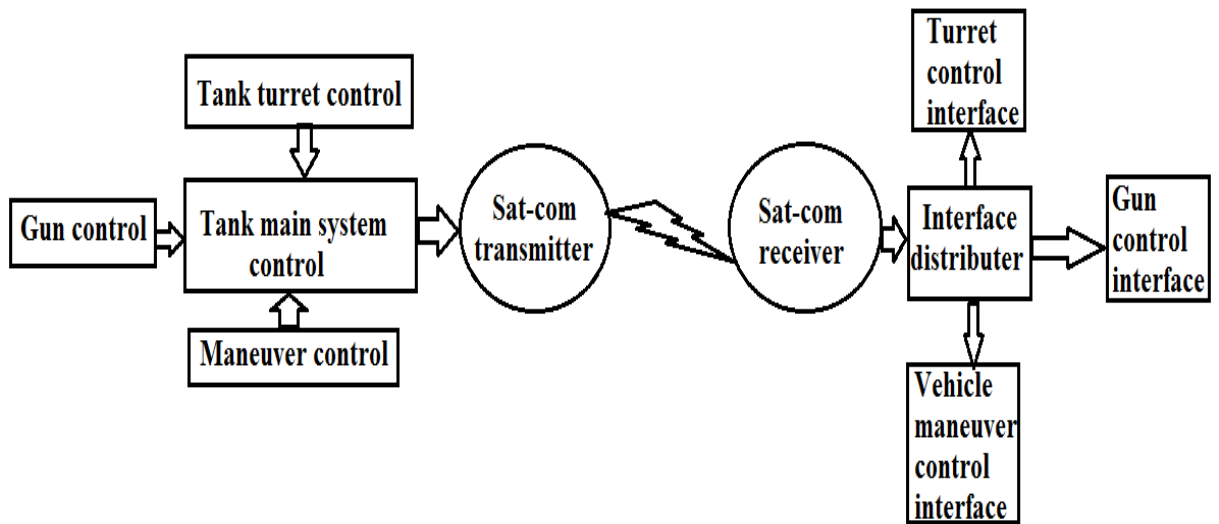 Tank turret control
Gun control
Tank main system
control
Maneuver control
Sat-com
transmitter
Sat-com
receiver
Turret
control
interface
Interface
distributer
Gun
control
interface
Vehicle
maneuver
control
interface